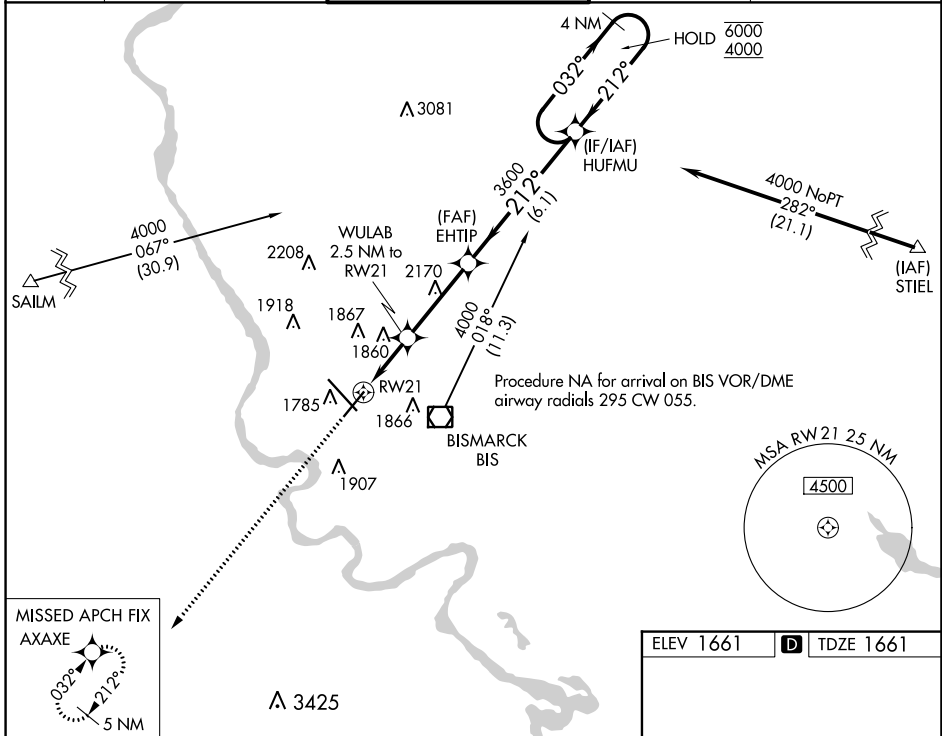 4 NM
HOLD 6000
4000
032°
212°
3081
(IF/IAF)
HUFMU
3600
212°
(6.1)
4000 NoPT
282°
(21.1)
(IAF)
STIEL
(FAF)
EHTIP
4000
067°
(30.9)
SAILM
WULAB
2.5 NM to
RW21
2208
2170
1918
1867
1860
4000
018°
(11.3)
RW21
1785
1866
Procedure NA for arrival on BIS VOR/DME
airway radials 295 CW 055.
BISMARCK
BIS
1907
MSA RW21 25 NM
4500
MISSED APCH FIX
AXAXE
032°
212°
5 NM
3425
ELEV 1661 D TDZE 1661